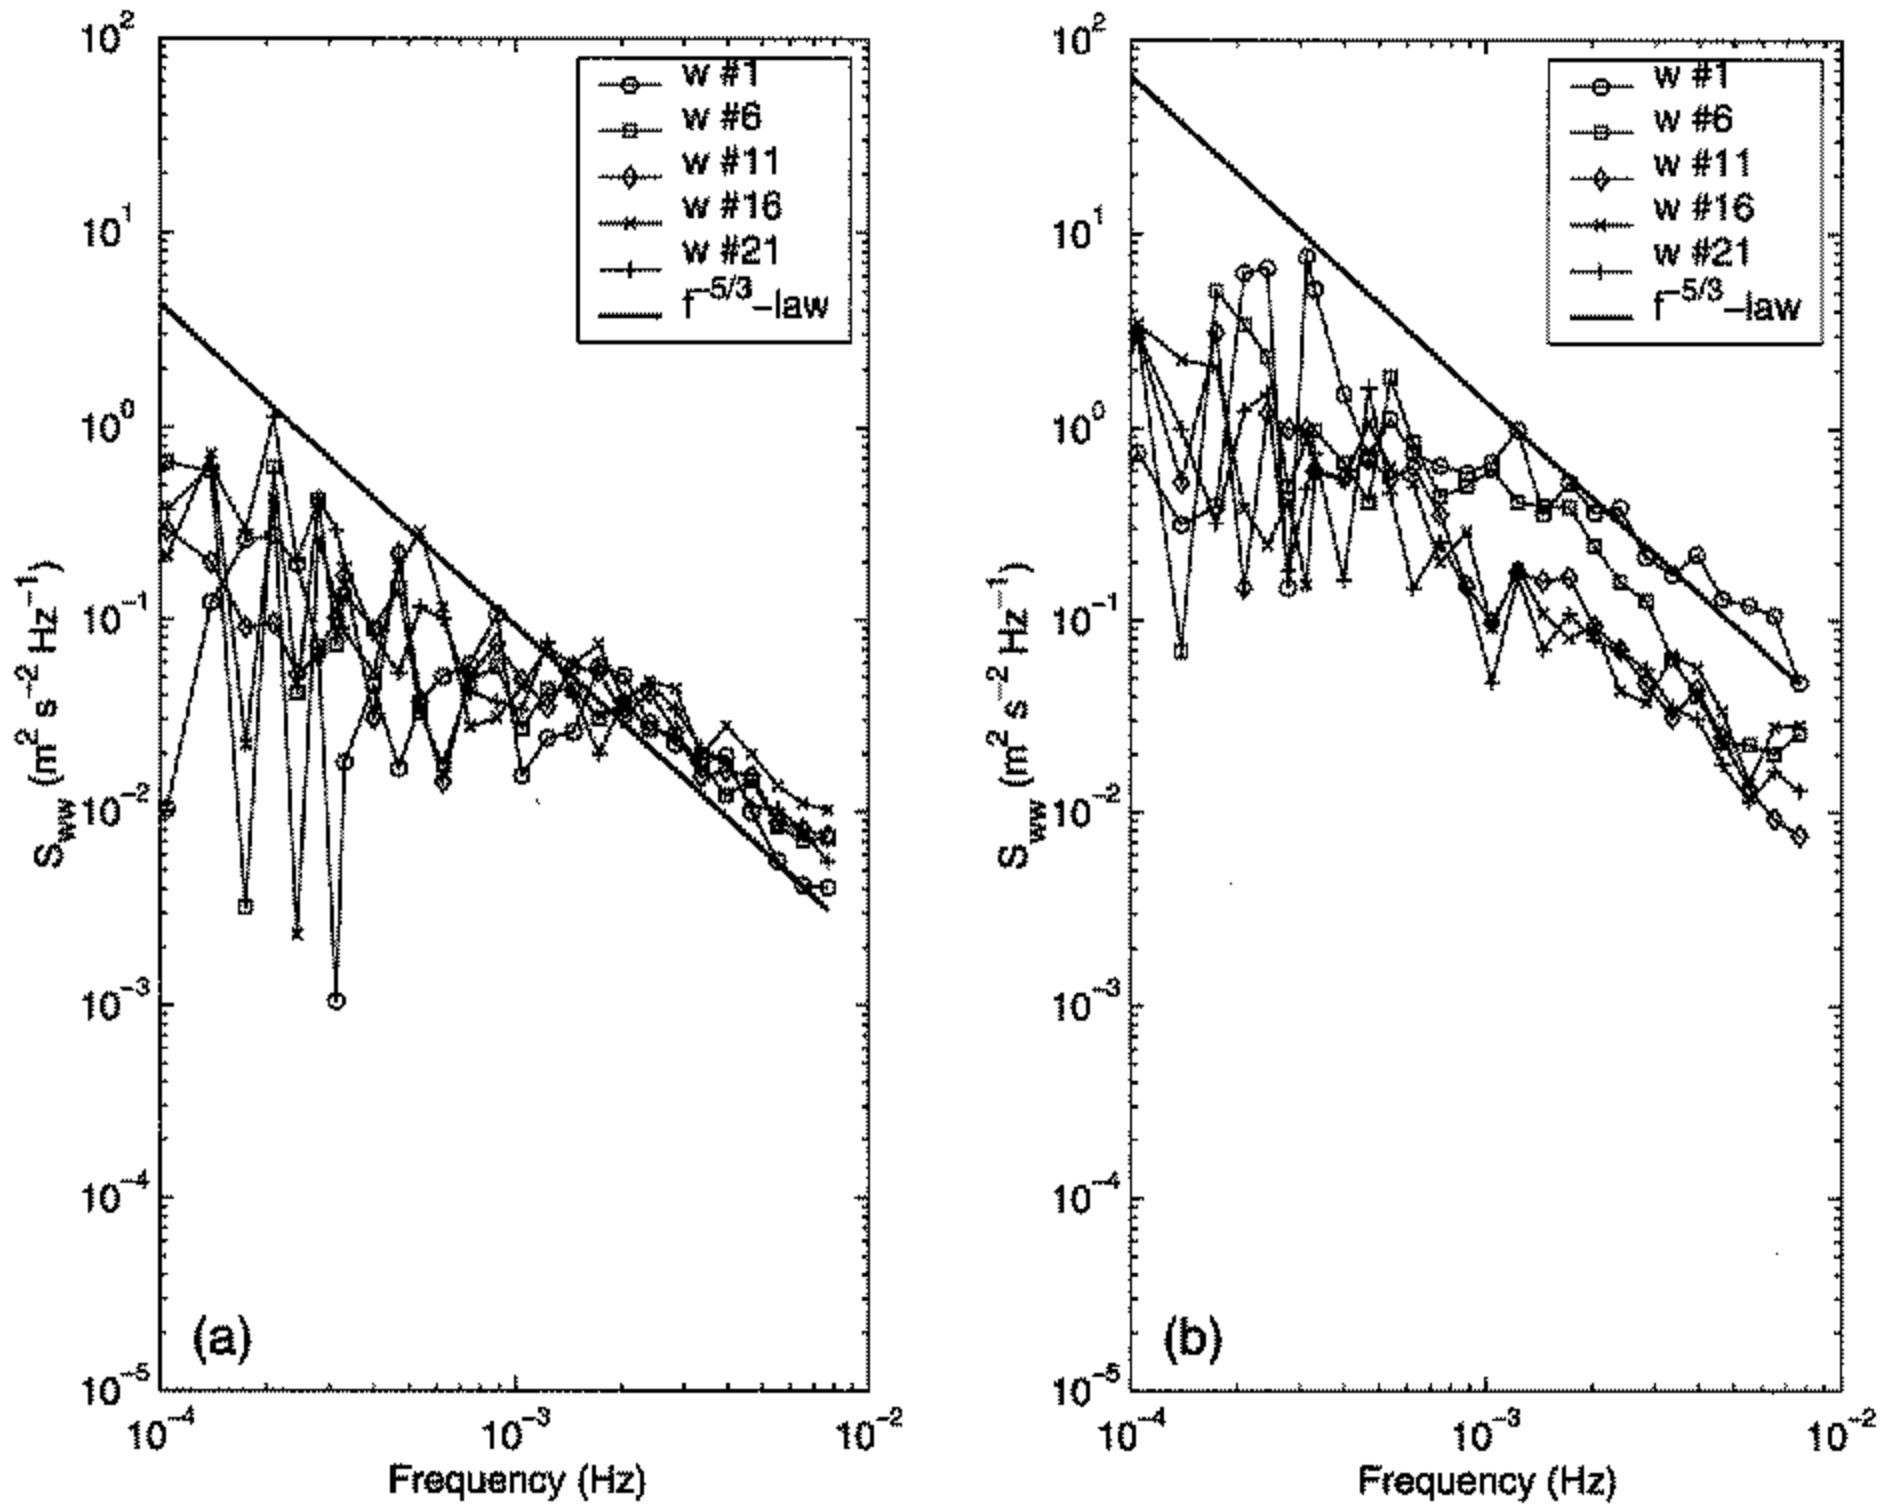 10^2
10^1
10^0
10^-1
10^-2
10^-3
10^-4
10^-5
S_ww (m^2 s^-2 Hz^-1)
w #1
w #6
w #11
w #16
w #21
f^-5/3-law
(a)
10^-4 10^-3 10^-2
Frequency (Hz)
10^2
10^1
10^0
10^-1
10^-2
10^-3
10^-4
10^-5
S_ww (m^2 s^-2 Hz^-1)
w #1
w #6
w #11
w #16
w #21
f^-5/3-law
(b)
10^-4 10^-3 10^-2
Frequency (Hz)